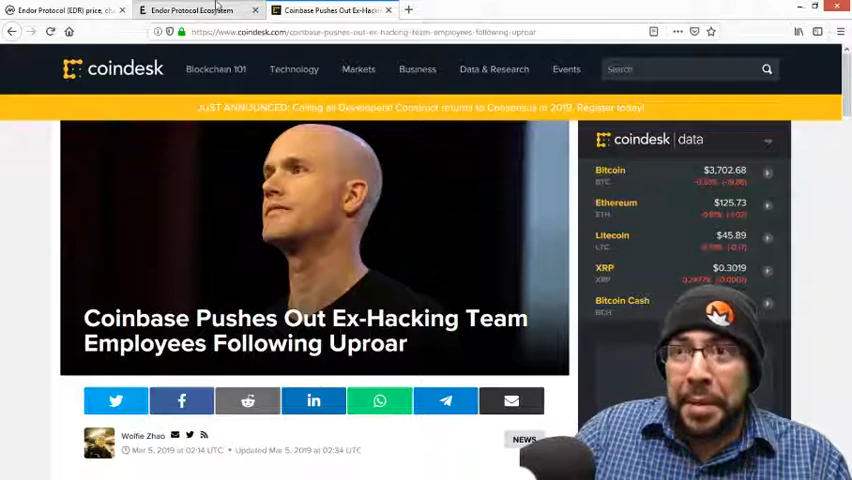 Endor Protocol (EDR) price, cha
Endor Protocol Ecosystem
Coinbase Pushes Out Ex-Hackin
https://www.coindesk.com/coinbase-pushes-out-ex-hacking-team-employees-following-uproar
coindesk
Blockchain 101
Technology
Markets
Business
Data & Research
Events
Search
JUST ANNOUNCED: Calling all Developers! Construct returns to Consensus in 2019. Register today!
coindesk data
Bitcoin $3,702.68
BTC
Ethereum $125.73
ETH
Litecoin $45.89
LTC
XRP $0.3019
XRP
Bitcoin Cash
BCH
Coinbase Pushes Out Ex-Hacking Team
Employees Following Uproar
Wolfie Zhao
Mar 5, 2019 at 02:14 UTC • Updated Mar 5, 2019 at 02:34 UTC
NEWS